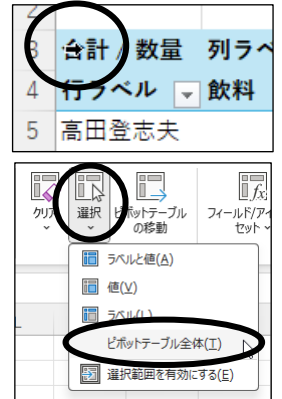 3 合計 / 数量 列ラベ
4 行ラベル 飲料
5 高田登志夫
クリア 選択 ピボットテーブル フィールド/アイ
の移動 セット
ラベルと値(A)
値(V)
ラベル(L)
ピボットテーブル全体(T)
選択範囲を有効にする(E)